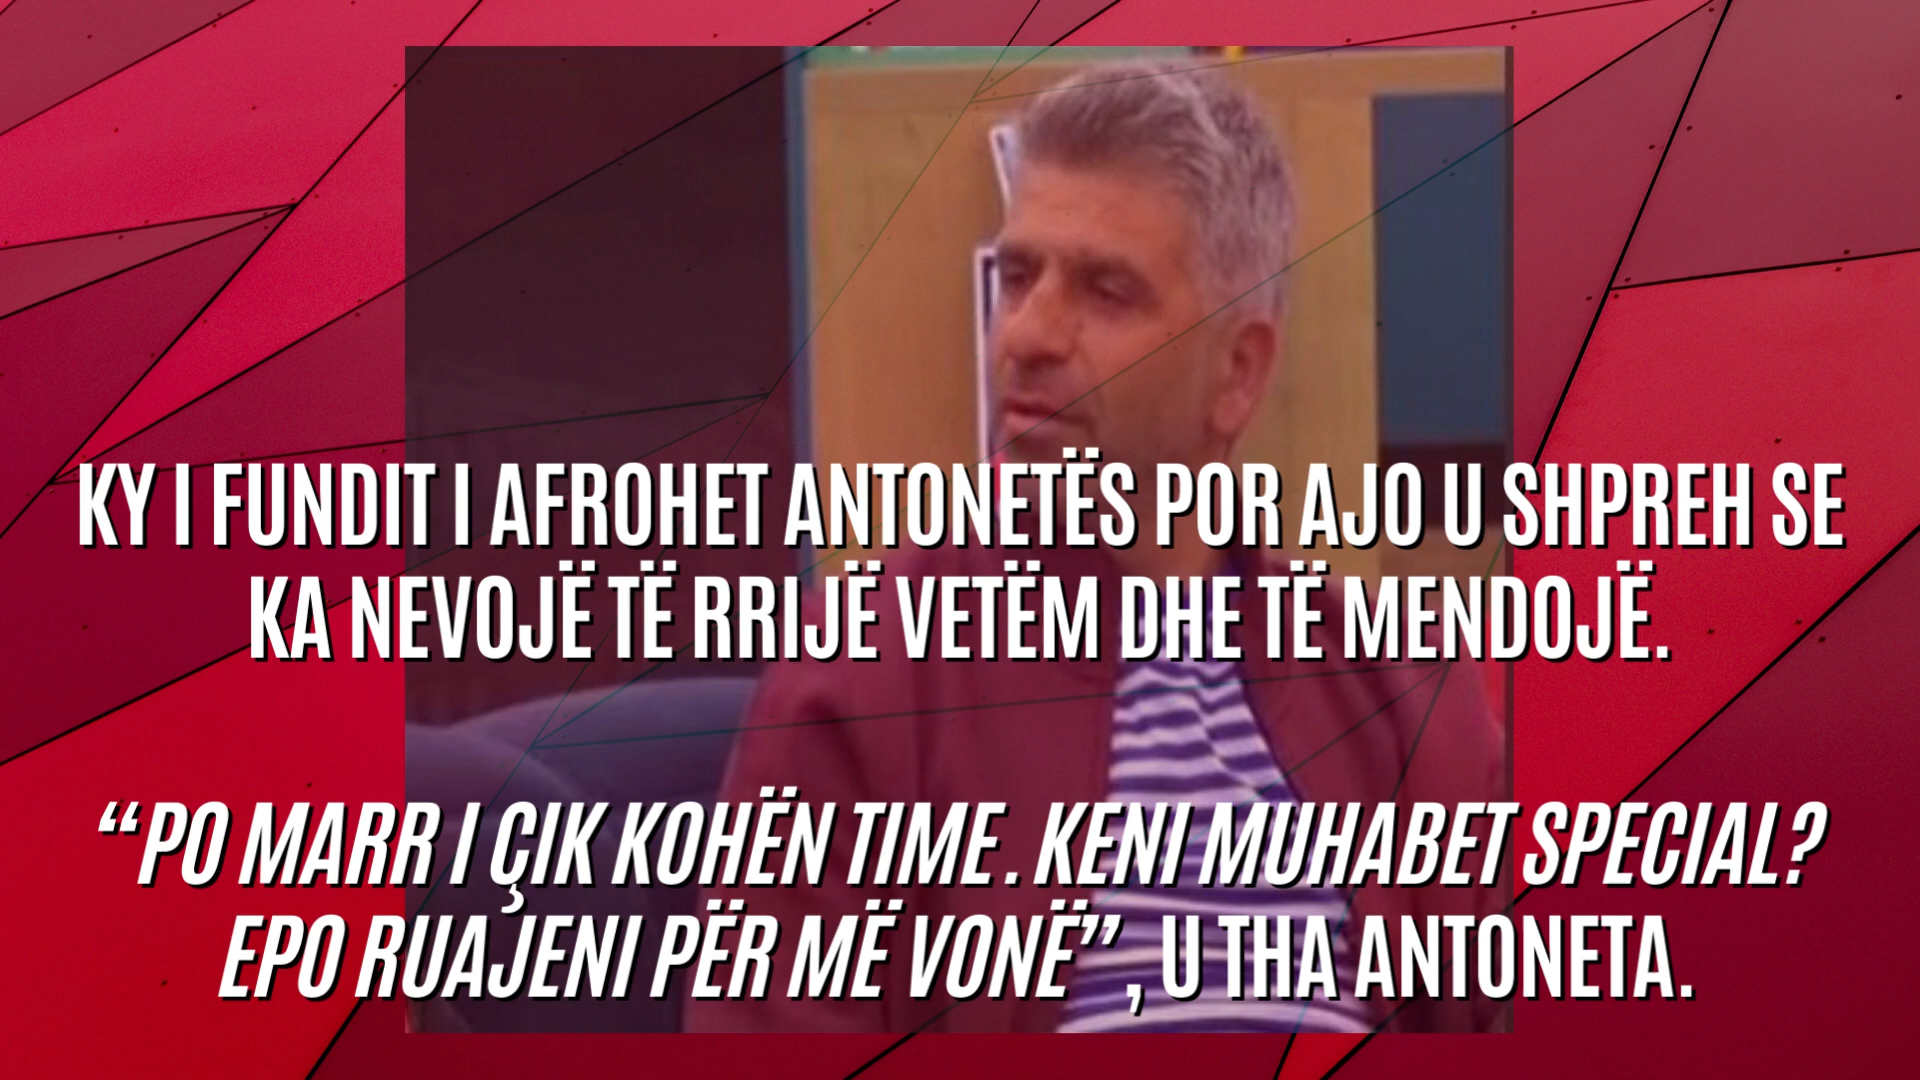 KY I FUNDIT I AFROHET ANTONETËS POR AJO U SHPREH SE
KA NEVOJË TË RRIJË VETËM DHE TË MENDOJË.
“PO MARR I ÇIK KOHËN TIME. KENI MUHABET SPECIAL?
EPO RUAJENI PËR MË VONË”, U THA ANTONETA.